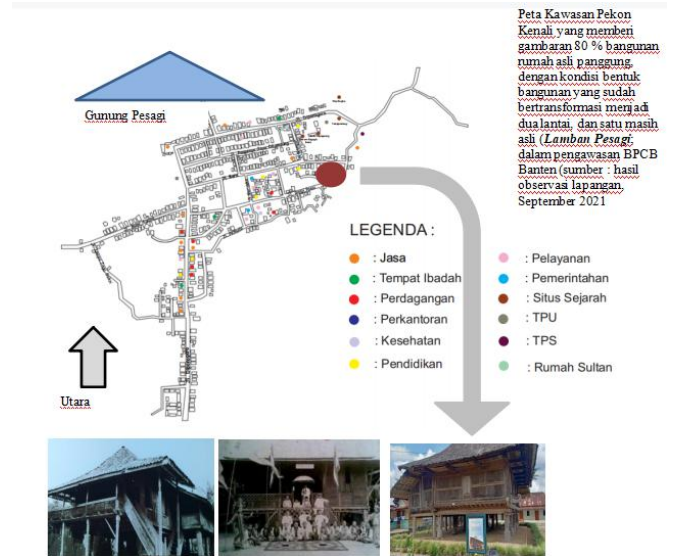 Peta Kawasan Pekon
Kenali yang memberi
gambaran 80 % bangunan
rumah asli panggung,
dengan kondisi bentuk
bangunan yang sudah
bertransformasi menjadi
dua lantai, dan satu masih
asli (Lamban Pesagi;
dalam pengawasan BPCB
Banten (sumber : hasil
observasi lapangan,
September 2021
Gunung Pesagi
LEGENDA :
: Jasa
: Tempat Ibadah
: Perdagangan
: Perkantoran
: Kesehatan
: Pendidikan
: Pelayanan
: Pemerintahan
: Situs Sejarah
: TPU
: TPS
: Rumah Sultan
Utara